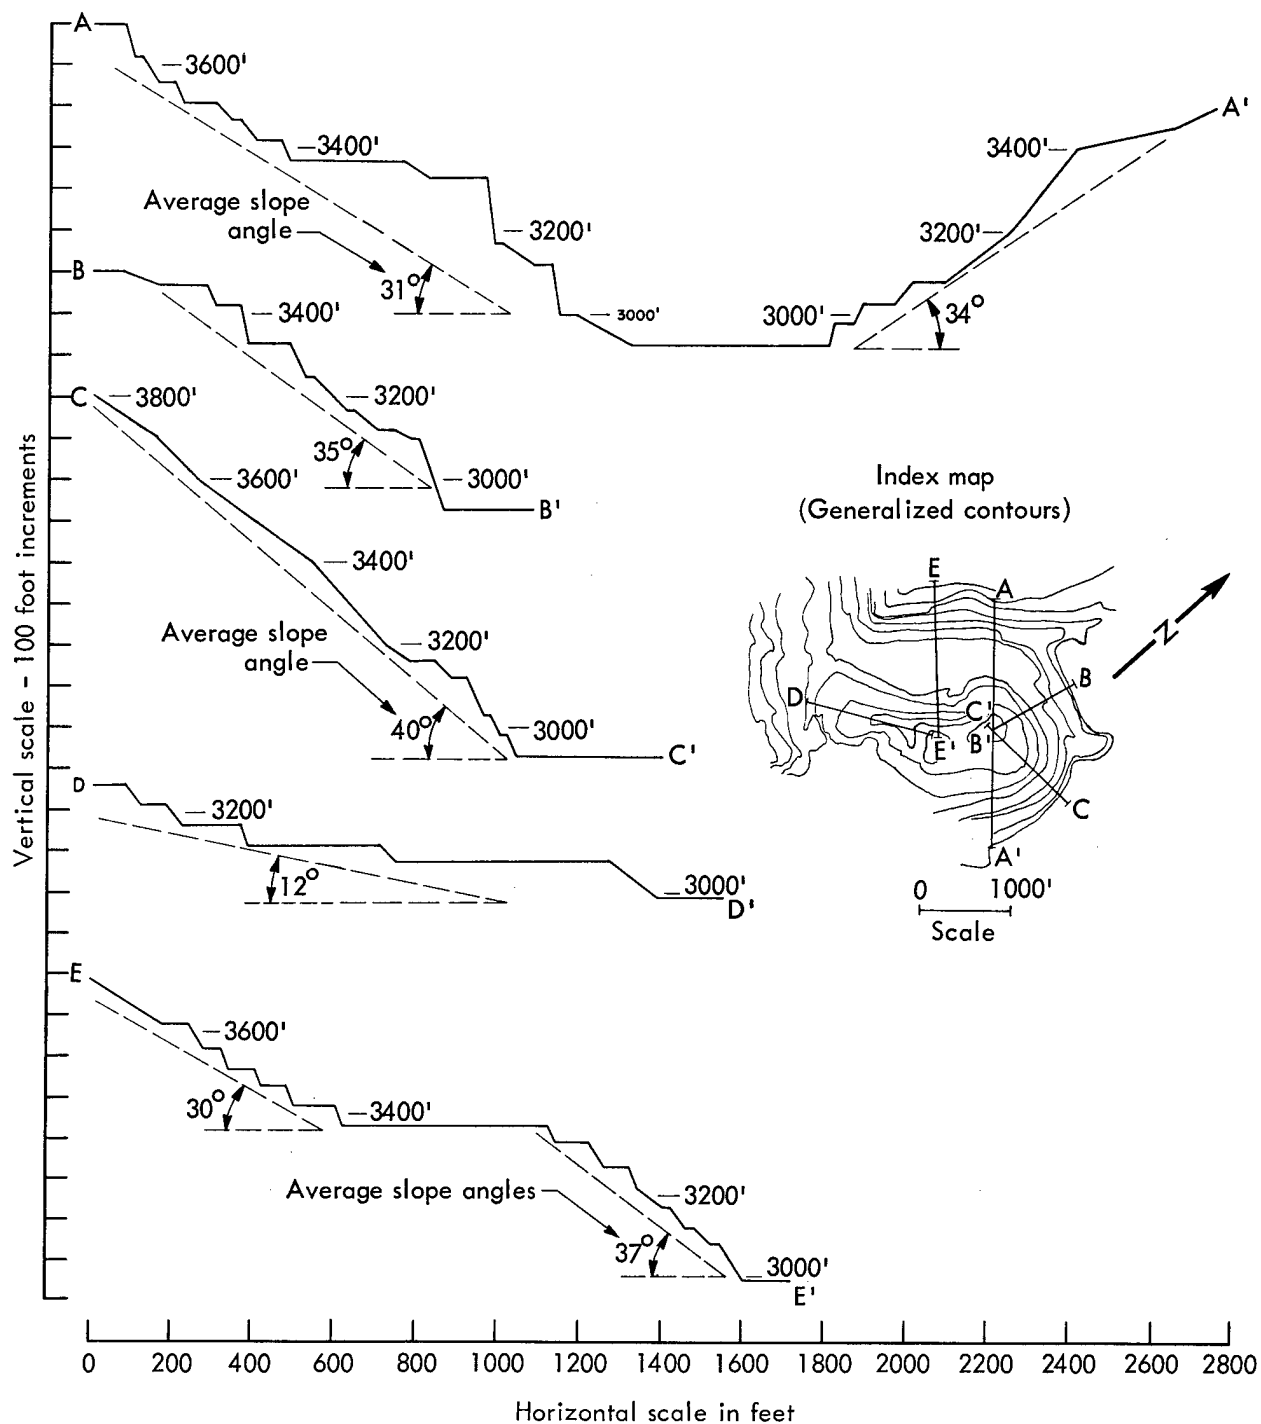 A
3600'
3400'
Average slope
angle
31°
3200'
3000'
3000'
3200'
3400'
A'
34°
B
3400'
3200'
35°
3000'
B'
C
3800'
3600'
3400'
Average slope
angle
3200'
40°
3000'
C'
D
3200'
12°
3000'
D'
E
3600'
30°
3400'
Average slope angles
3200'
37°
3000'
E'
Index map
(Generalized contours)
E
A
N
B
D
C'
B'
E'
C
A'
0 1000'
Scale
Vertical scale - 100 foot increments
0 200 400 600 800 1000 1200 1400 1600 1800 2000 2200 2400 2600 2800
Horizontal scale in feet